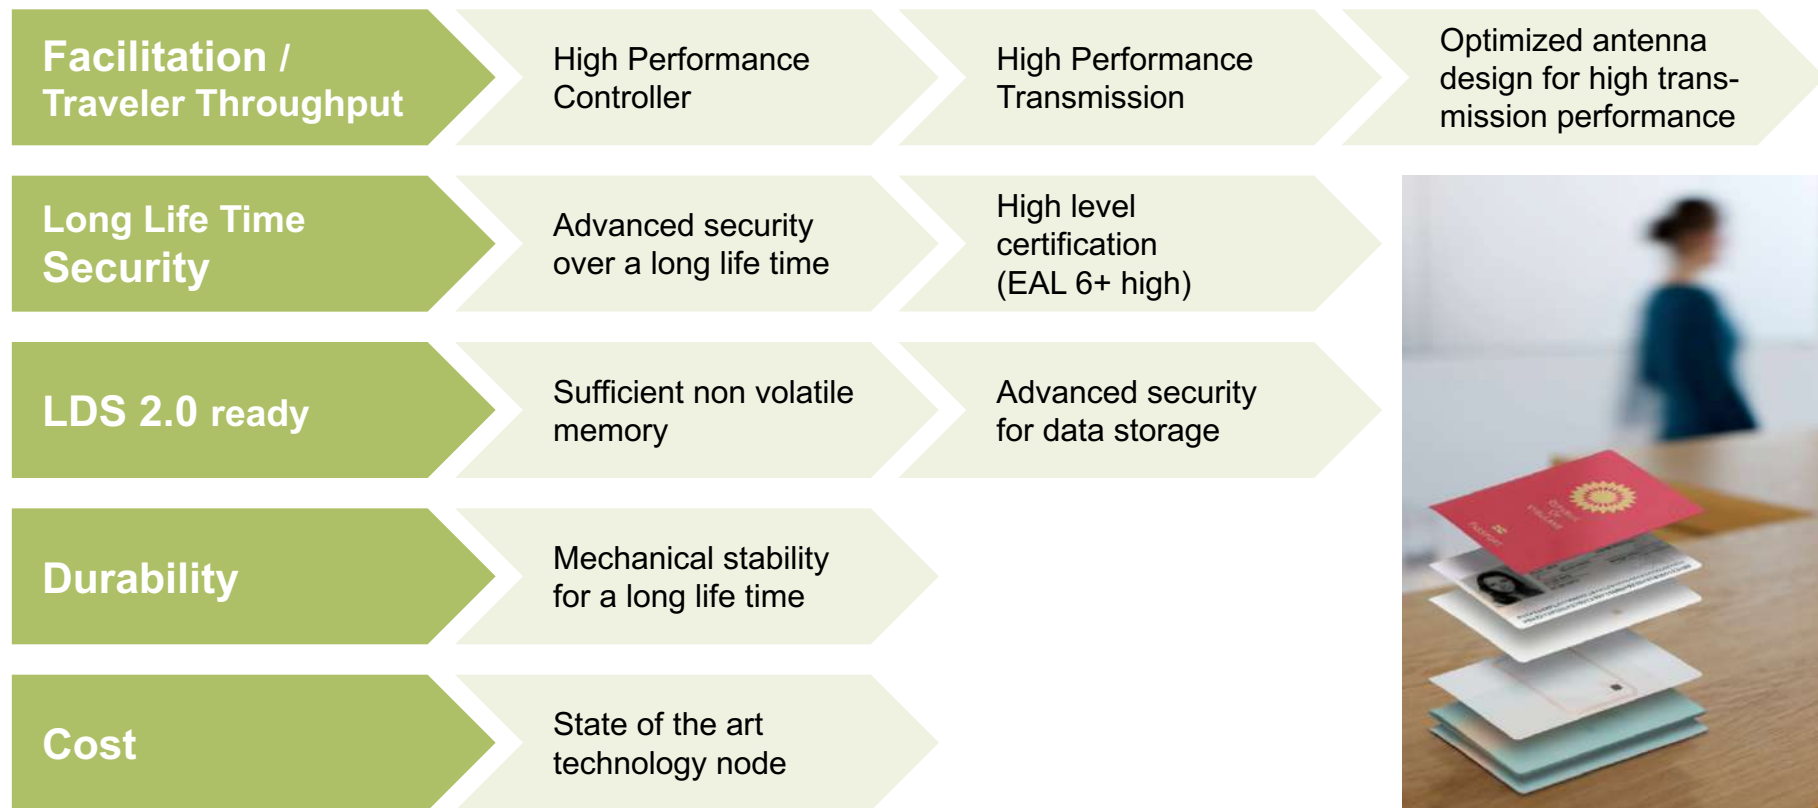 Facilitation /
Traveler Throughput
High Performance
Controller
High Performance
Transmission
Optimized antenna
design for high trans-
mission performance
Long Life Time
Security
Advanced security
over a long life time
High level
certification
(EAL 6+ high)
LDS 2.0 ready
Sufficient non volatile
memory
Advanced security
for data storage
Durability
Mechanical stability
for a long life time
Cost
State of the art
technology node
REPUBLIC
OF
PASSPORT